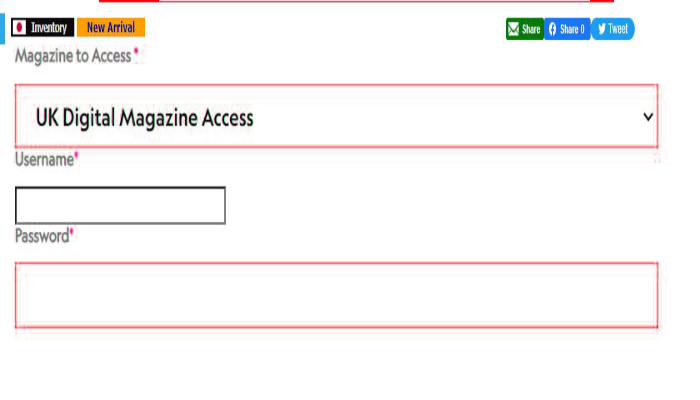 Inventory New Arrival Share Share 0 Tweet
Magazine to Access *
UK Digital Magazine Access
Username*
Password*